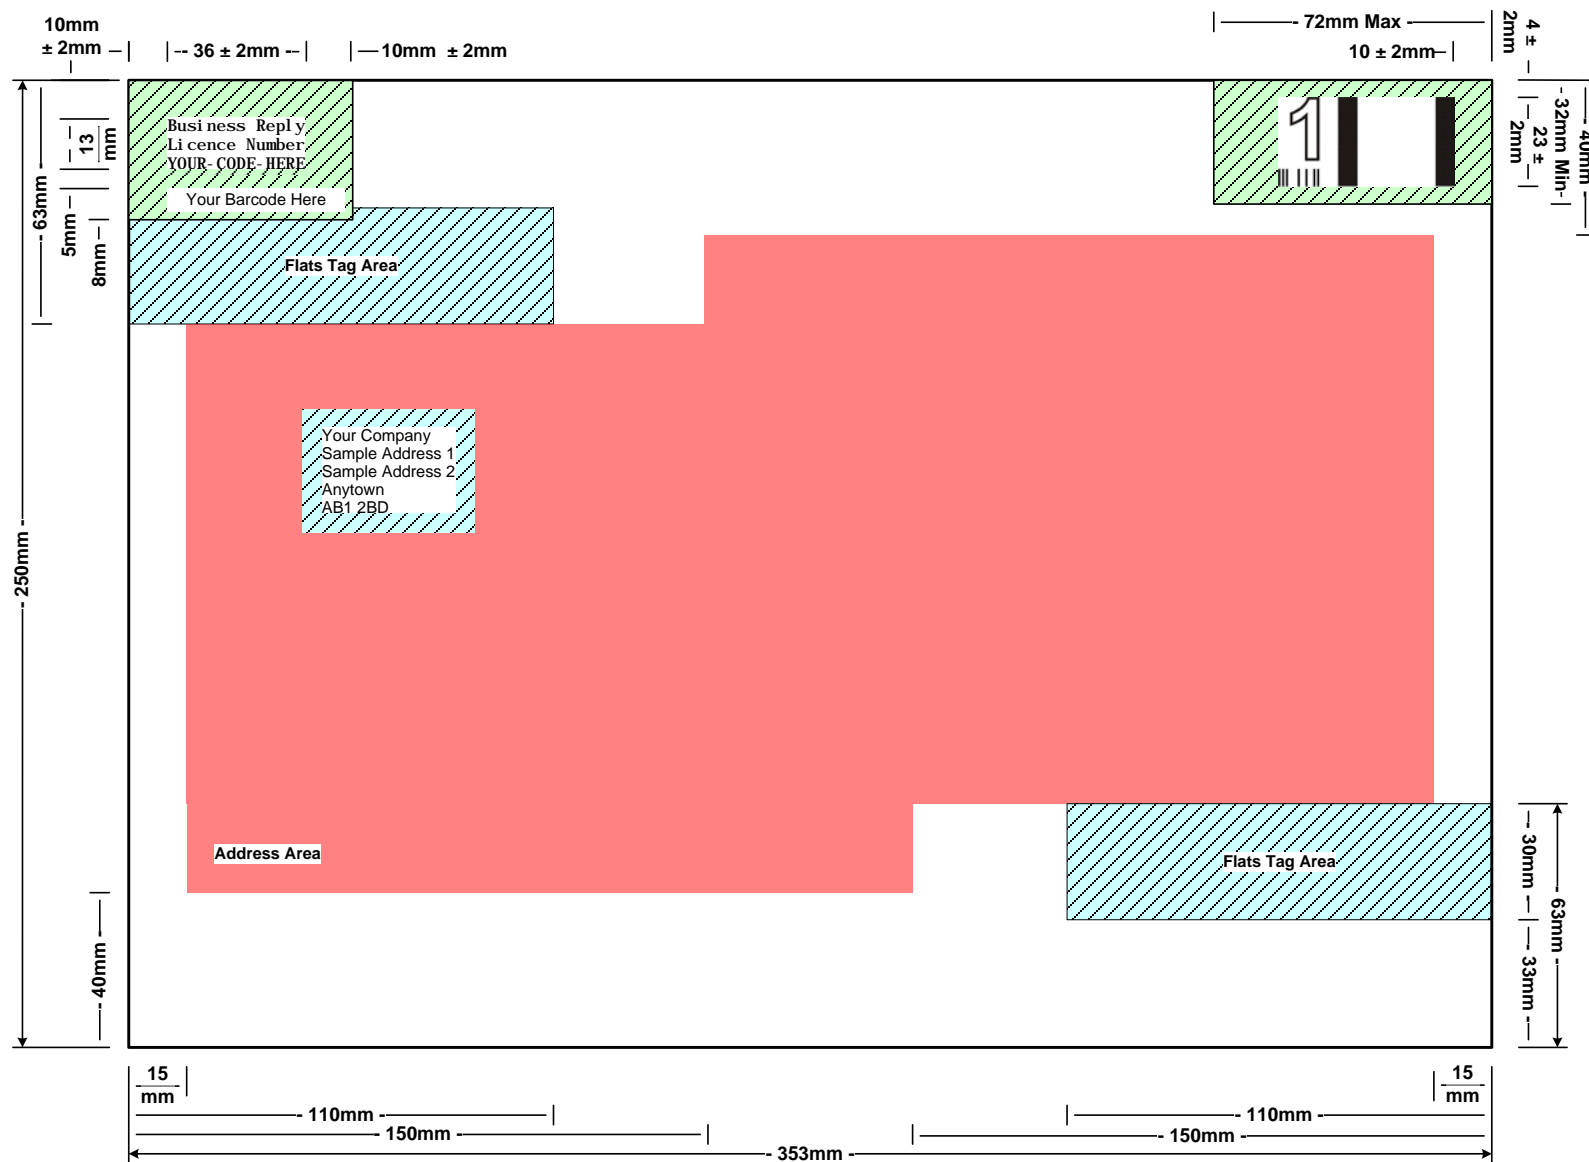 10mm
± 2mm
- 36 ± 2mm -
10mm ± 2mm
- 72mm Max -
10 ± 2mm
4 ±
2mm
13
mm
5mm
8mm
- 63mm -
Business Reply
Licence Number
YOUR-CODE-HERE
Your Barcode Here
1
23 ±
2mm
- 32mm Min-
- 40mm -
Flats Tag Area
Your Company
Sample Address 1
Sample Address 2
Anytown
AB1 2BD
- 250mm -
Address Area
Flats Tag Area
- 40mm -
- 30mm -
- 33mm -
- 63mm -
15
mm
15
mm
- 110mm -
- 110mm -
- 150mm -
- 150mm -
- 353mm -